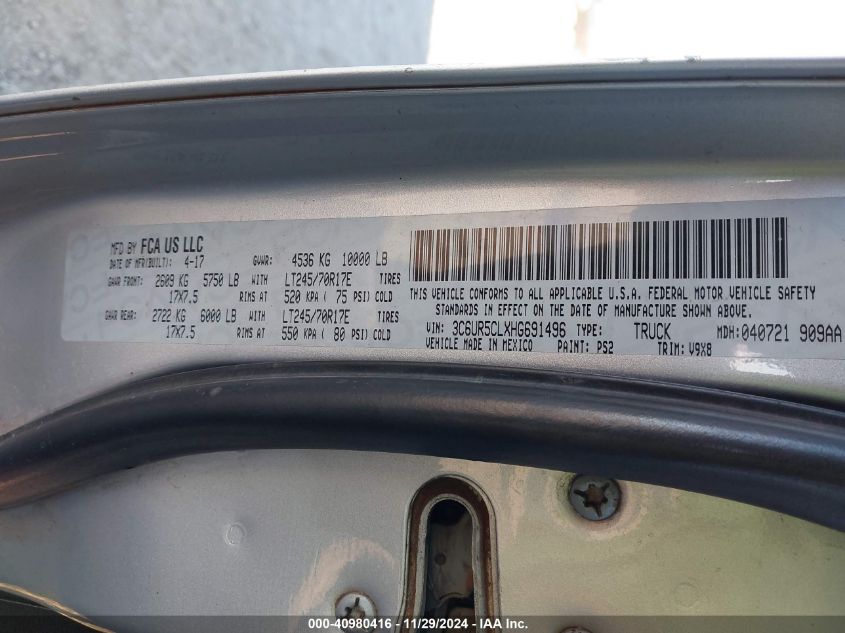 MFD BY FCA US LLC
DATE OF MFR(BUILT): 4-17 GVWR: 4536 KG 10000 LB
GAWR FRONT: 2609 KG 5750 LB WITH LT245/70R17E TIRES
17X7.5 RIMS AT 520 KPA ( 75 PSI) COLD
GAWR REAR: 2722 KG 6000 LB WITH LT245/70R17E TIRES
17X7.5 RIMS AT 550 KPA ( 80 PSI) COLD
THIS VEHICLE CONFORMS TO ALL APPLICABLE U.S.A. FEDERAL MOTOR VEHICLE SAFETY
STANDARDS IN EFFECT ON THE DATE OF MANUFACTURE SHOWN ABOVE.
VIN: 3C6UR5CLXHG691496 TYPE: TRUCK MDH: 040721 909AA
VEHICLE MADE IN MEXICO PAINT: PS2 TRIM: V9X8
000-40980416 - 11/29/2024 - IAA Inc.